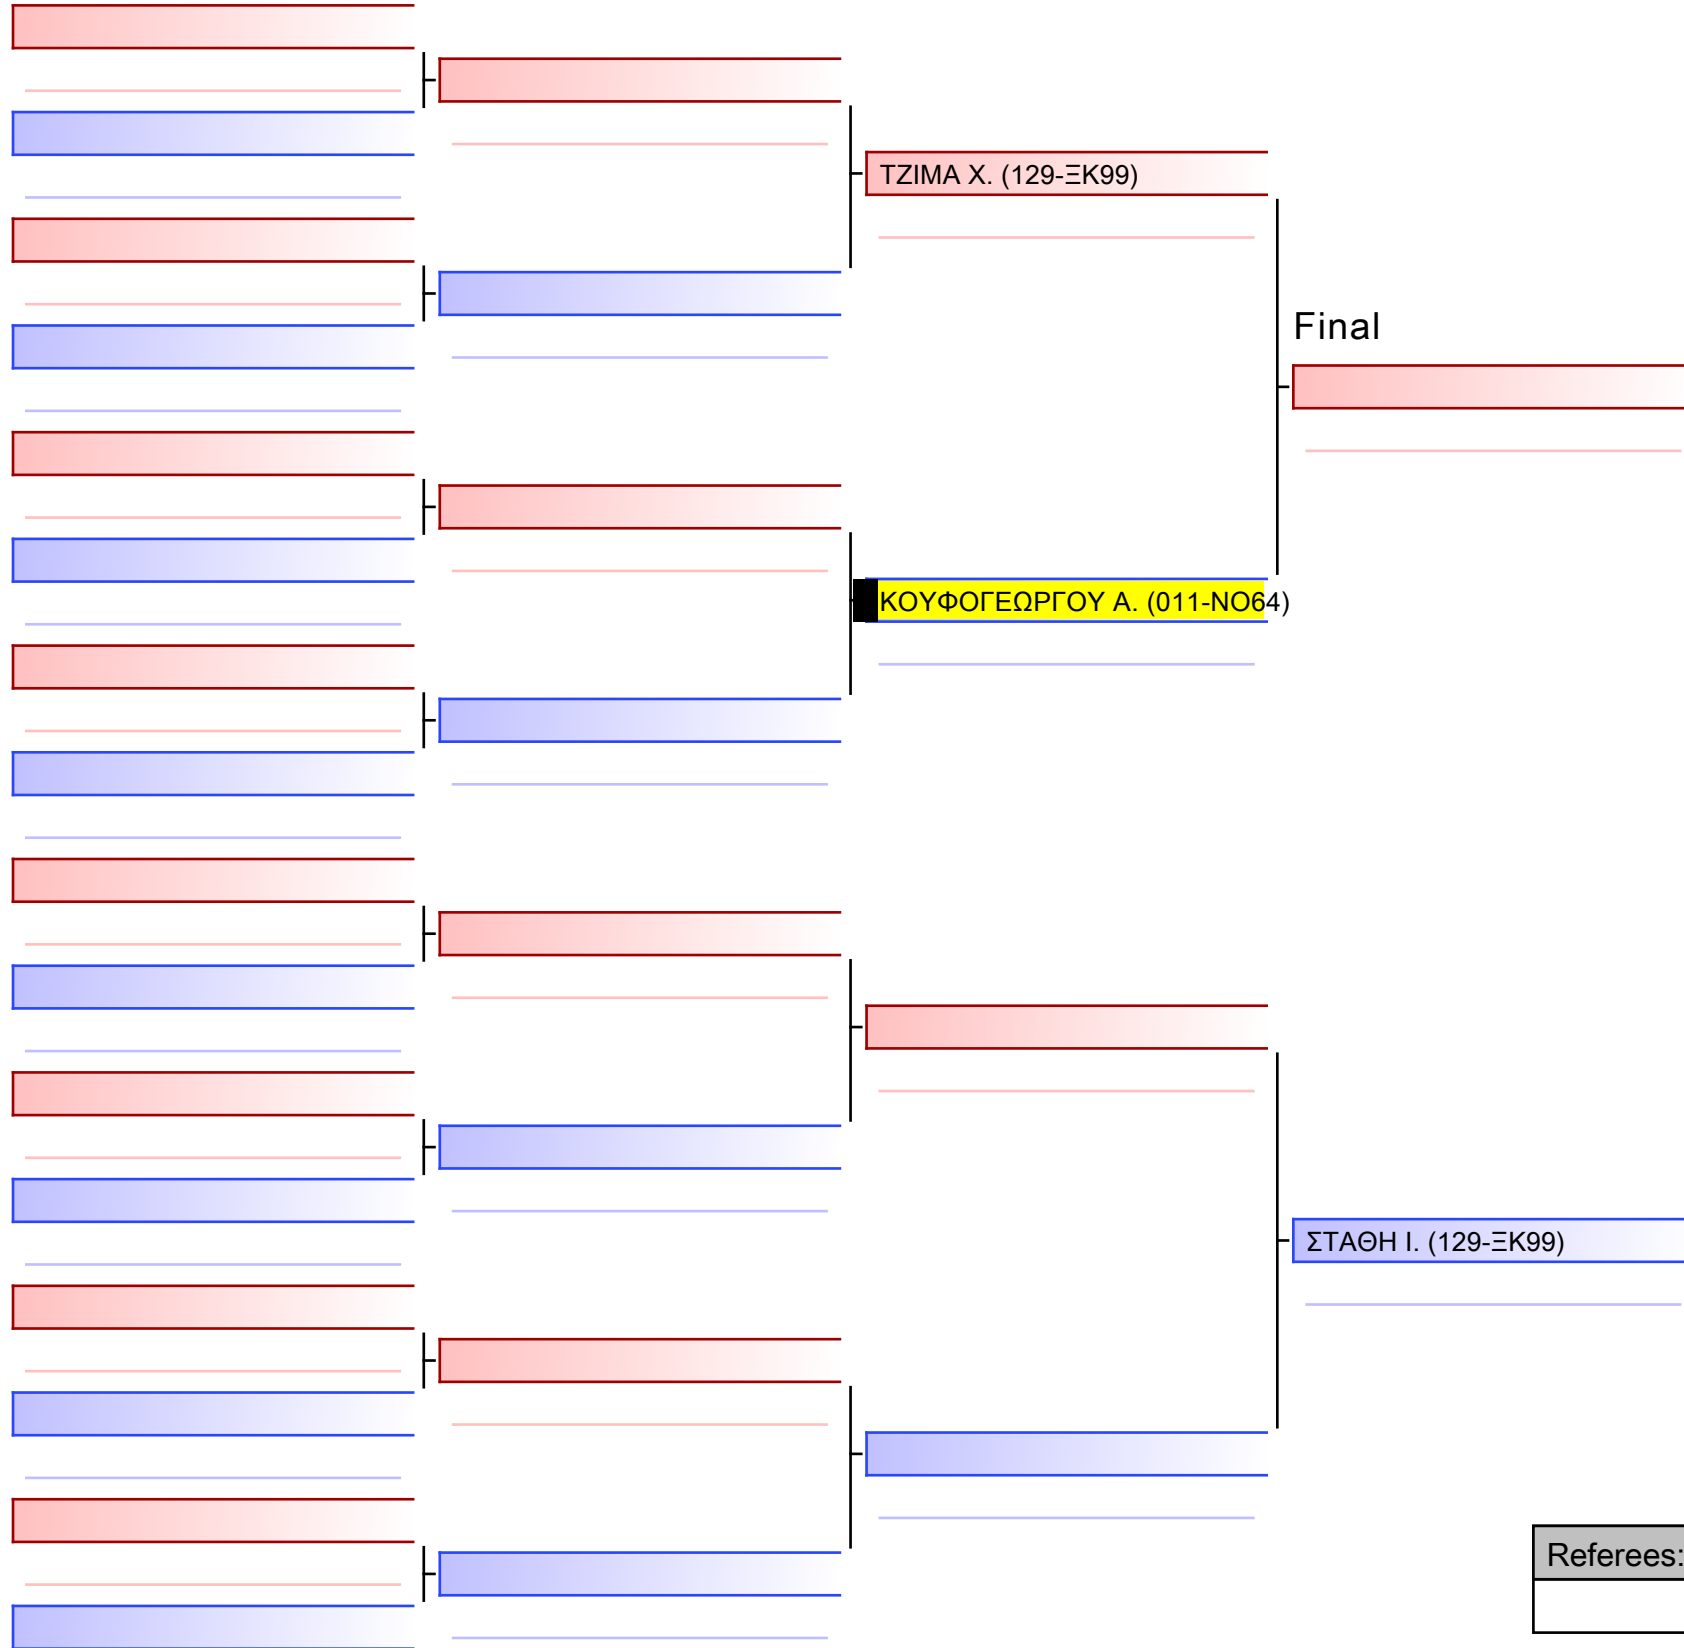 ΤΖΙΜΑ Χ. (129-ΞΚ99)
Final
ΚΟΥΦΟΓΕΩΡΓΟΥ Α. (011-ΝΟ64)
ΣΤΑΘΗ Ι. (129-ΞΚ99)
Referees: